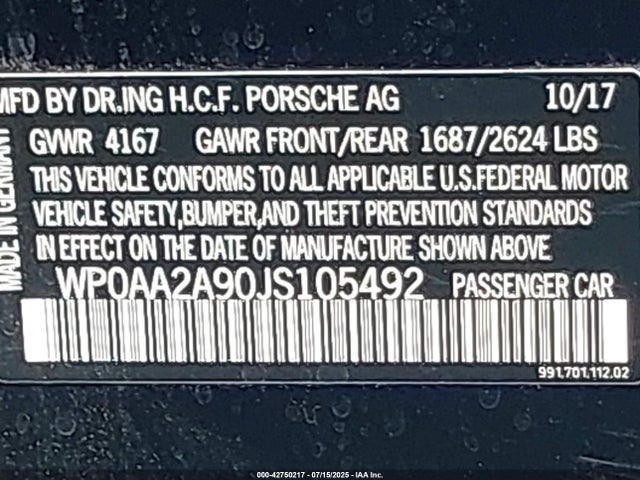 MFD BY DR.ING H.C.F. PORSCHE AG 10/17
GVWR 4167 GAWR FRONT/REAR 1687/2624 LBS
THIS VEHICLE CONFORMS TO ALL APPLICABLE U.S.FEDERAL MOTOR
VEHICLE SAFETY,BUMPER,AND THEFT PREVENTION STANDARDS
IN EFFECT ON THE DATE OF MANUFACTURE SHOWN ABOVE
WP0AA2A90JS105492 PASSENGER CAR
991.701.112.02
MADE IN GERMANY
000-42750217 - 07/15/2025 - IAA Inc.